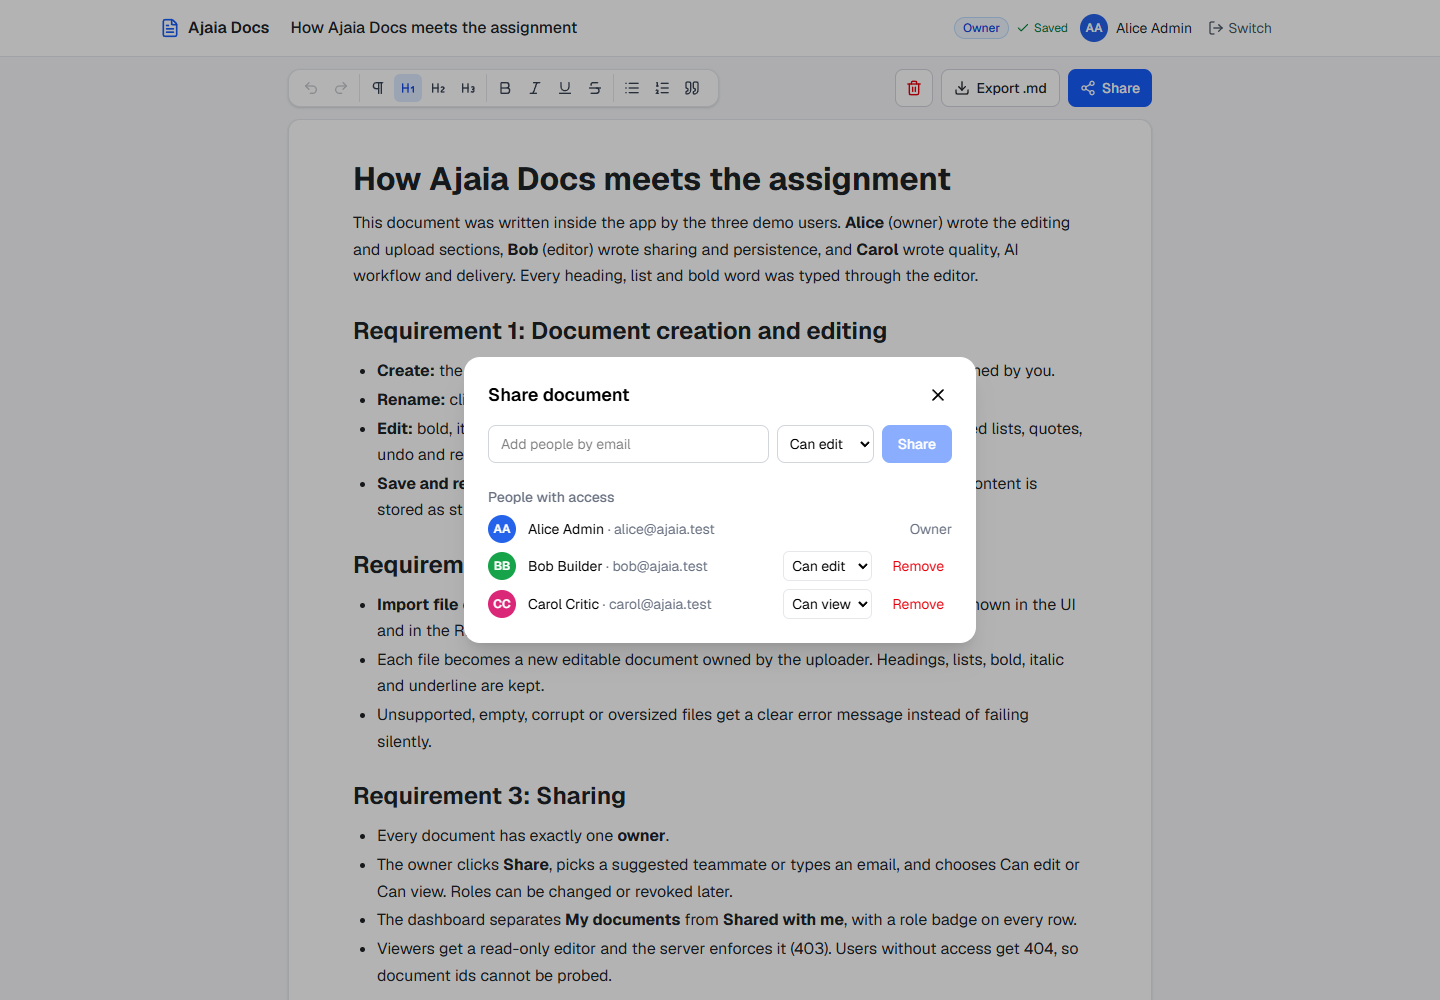 Ajaia Docs
How Ajaia Docs meets the assignment
Owner
Saved
AA
Alice Admin
Switch
H1
H2
H3
B
I
U
S
Export .md
Share
How Ajaia Docs meets the assignment
This document was written inside the app by the three demo users. Alice (owner) wrote the editing
and upload sections, Bob (editor) wrote sharing and persistence, and Carol wrote quality, AI
workflow and delivery. Every heading, list and bold word was typed through the editor.
Requirement 1: Document creation and editing
Create: the
ned by you.
Rename: cli
Edit: bold, it
ed lists, quotes,
undo and re
Save and re
ontent is
stored as st
Share document
Add people by email
Can edit
Share
People with access
AA
Alice Admin · alice@ajaia.test
Owner
BB
Bob Builder · bob@ajaia.test
Can edit
Remove
CC
Carol Critic · carol@ajaia.test
Can view
Remove
Requirem
Import file
nown in the UI
and in the R
Each file becomes a new editable document owned by the uploader. Headings, lists, bold, italic
and underline are kept.
Unsupported, empty, corrupt or oversized files get a clear error message instead of failing
silently.
Requirement 3: Sharing
Every document has exactly one owner.
The owner clicks Share, picks a suggested teammate or types an email, and chooses Can edit or
Can view. Roles can be changed or revoked later.
The dashboard separates My documents from Shared with me, with a role badge on every row.
Viewers get a read-only editor and the server enforces it (403). Users without access get 404, so
document ids cannot be probed.